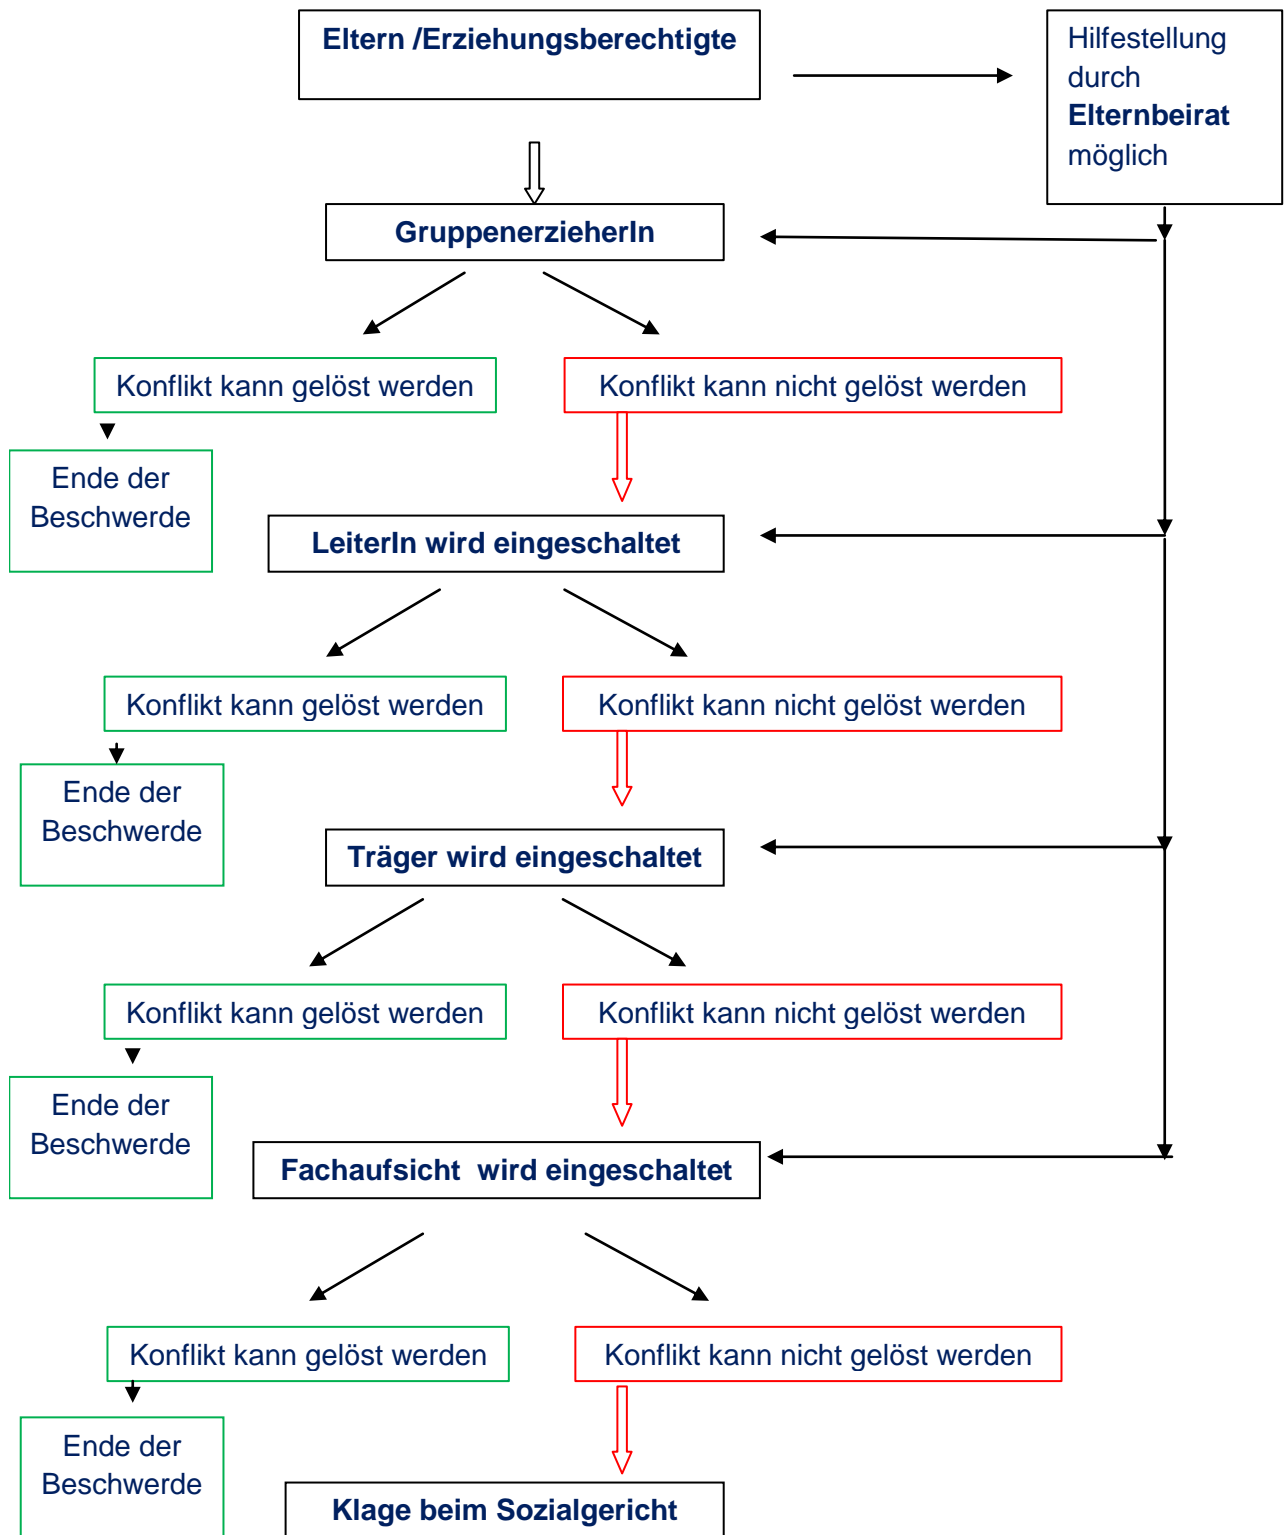 Eltern /Erziehungsberechtigte
Hilfestellung
durch
Elternbeirat
möglich
GruppenerzieherIn
Konflikt kann gelöst werden
Konflikt kann nicht gelöst werden
Ende der
Beschwerde
LeiterIn wird eingeschaltet
Konflikt kann gelöst werden
Konflikt kann nicht gelöst werden
Ende der
Beschwerde
Träger wird eingeschaltet
Konflikt kann gelöst werden
Konflikt kann nicht gelöst werden
Ende der
Beschwerde
Fachaufsicht  wird eingeschaltet
Konflikt kann gelöst werden
Konflikt kann nicht gelöst werden
Ende der
Beschwerde
Klage beim Sozialgericht